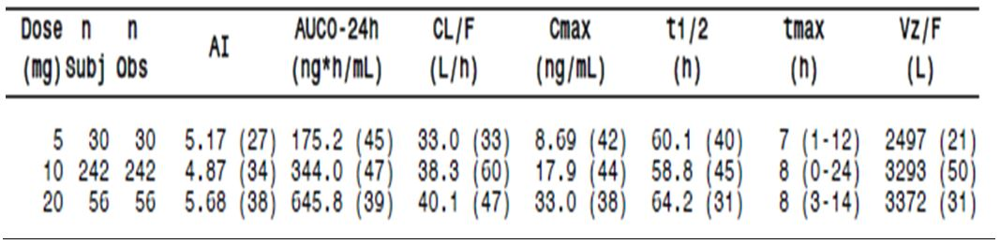 Dose n n AI AUC0-24h CL/F Cmax t1/2 tmax Vz/F
(mg) Subj Obs (ng*h/mL) (L/h) (ng/mL) (h) (h) (L)
5 30 30 5.17 (27) 175.2 (45) 33.0 (33) 8.69 (42) 60.1 (40) 7 (1-12) 2497 (21)
10 242 242 4.87 (34) 344.0 (47) 38.3 (60) 17.9 (44) 58.8 (45) 8 (0-24) 3293 (50)
20 56 56 5.68 (38) 645.8 (39) 40.1 (47) 33.0 (38) 64.2 (31) 8 (3-14) 3372 (31)